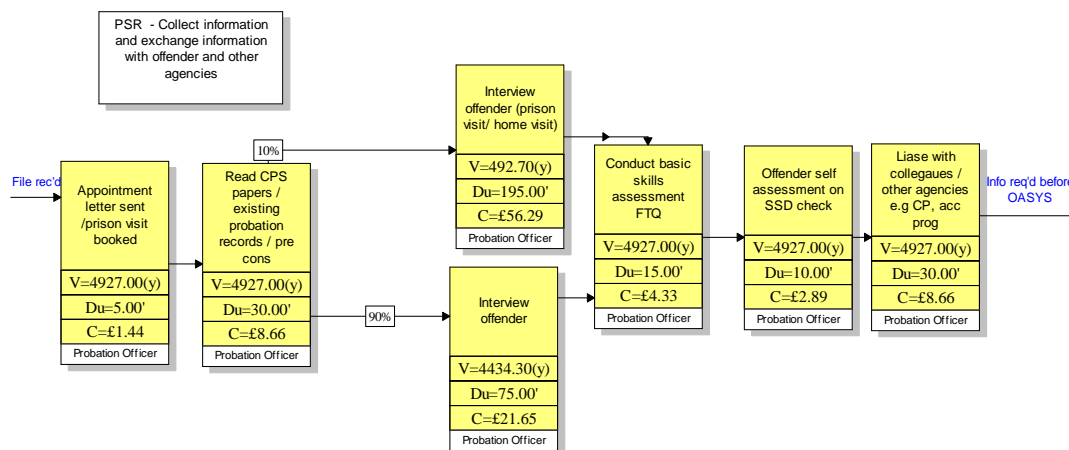 PSR - Collect information
and exchange information
with offender and other
agencies
File rec'd
Appointment
letter sent
/prison visit
booked
V=4927.00(y)
Du=5.00'
C=£1.44
Probation Officer
Read CPS
papers /
existing
probation
records / pre
cons
V=4927.00(y)
Du=30.00'
C=£8.66
Probation Officer
10%
90%
Interview
offender (prison
visit/ home visit)
V=492.70(y)
Du=195.00'
C=£56.29
Probation Officer
Interview
offender
V=4434.30(y)
Du=75.00'
C=£21.65
Probation Officer
Conduct basic
skills
assessment
FTQ
V=4927.00(y)
Du=15.00'
C=£4.33
Probation Officer
Offender self
assessment on
SSD check
V=4927.00(y)
Du=10.00'
C=£2.89
Probation Officer
Liase with
collegaues /
other agencies
e.g CP, acc
prog
V=4927.00(y)
Du=30.00'
C=£8.66
Probation Officer
Info req'd before
OASYS